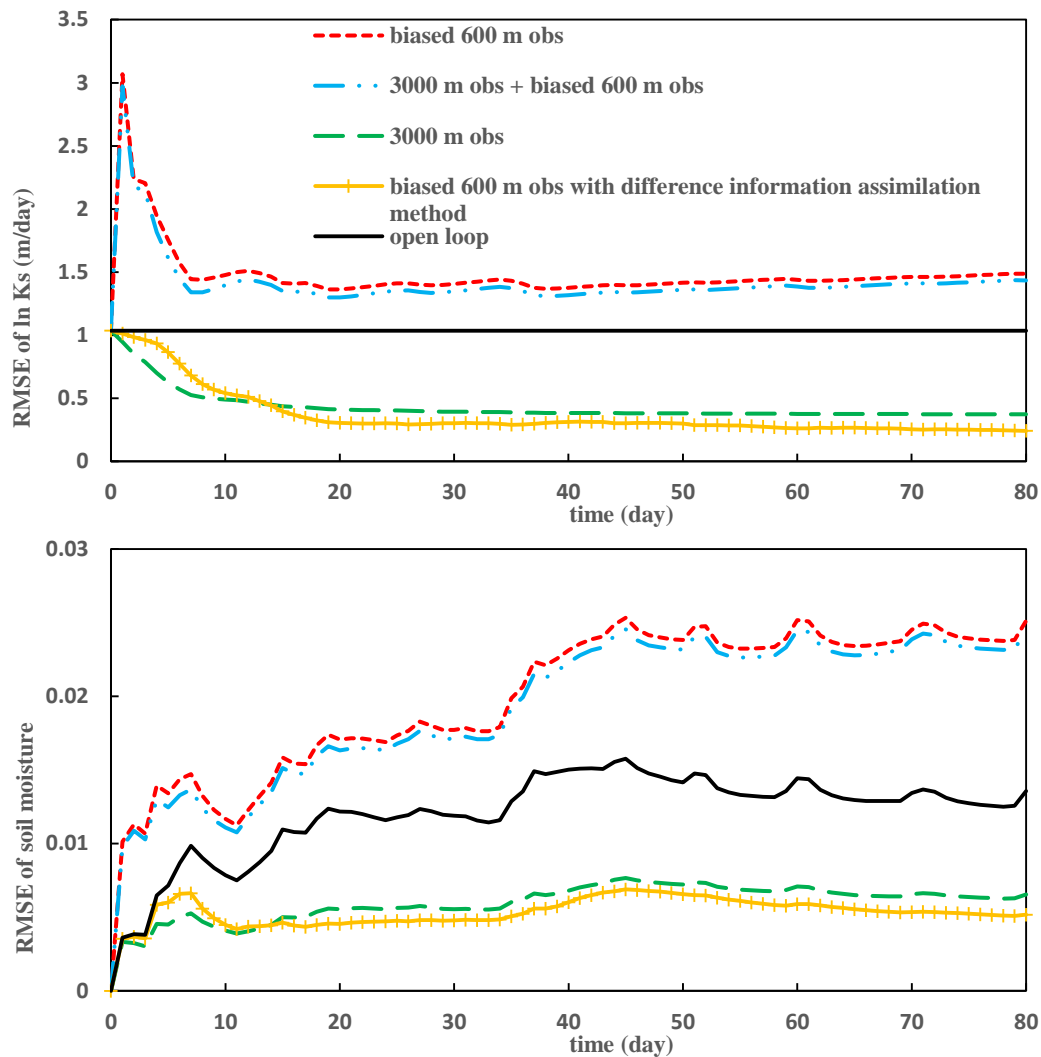 3.5
3
2.5
2
1.5
1
0.5
0
RMSE of ln Ks (m/day)
biased 600 m obs
3000 m obs + biased 600 m obs
3000 m obs
biased 600 m obs with difference information assimilation
method
open loop
0 10 20 30 40 50 60 70 80
time (day)
0.03
0.02
0.01
0
RMSE of soil moisture
0 10 20 30 40 50 60 70 80
time (day)